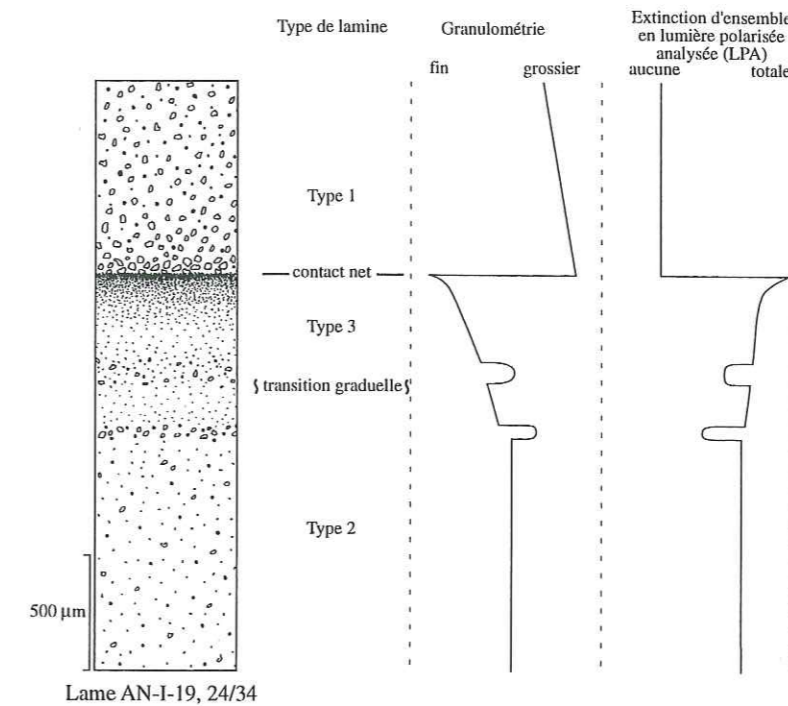 Type de lamine
Granulométrie
Extinction d'ensemble
en lumière polarisée
analysée (LPA)
fin grossier
aucune totale
Type 1
contact net
Type 3
transition graduelle
Type 2
500 µm
Lame AN-I-19, 24/34